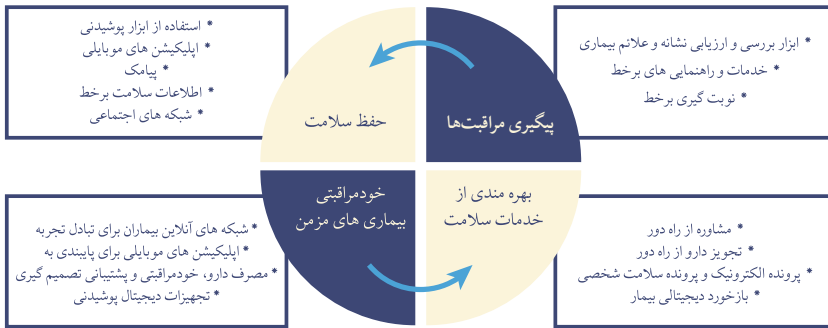 * ابزار بررسی و ارزیابی نشانه و علائم بیماری
* خدمات و راهنمایی های برخط
* نوبت گیری برخط
پیگیری مراقبت‌ها
حفظ سلامت
* استفاده از ابزار پوشیدنی
* اپلیکیشن های موبایلی
* پیامک
* اطلاعات سلامت برخط
* شبکه های اجتماعی
بهره مندی از
خدمات سلامت
* مشاوره از راه دور
* تجویز دارو از راه دور
* پرونده الکترونیک و پرونده سلامت شخصی
* بازخورد دیجیتالی بیمار
خودمراقبتی
بیماری های مزمن
* شبکه های آنلاین بیماران برای تبادل تجربه
* اپلیکیشن های موبایلی برای پایبندی به
* مصرف دارو، خودمراقبتی و پشتیبانی تصمیم گیری
* تجهیزات دیجیتال پوشیدنی